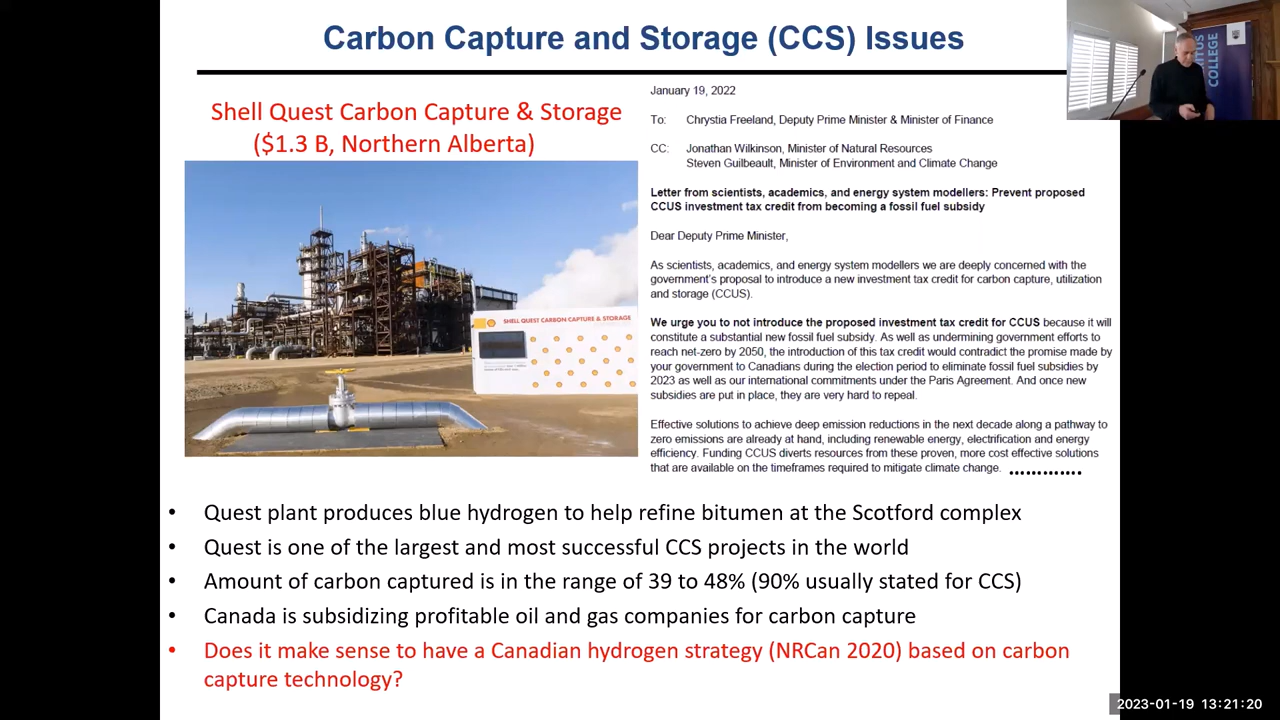 Carbon Capture and Storage (CCS) Issues
Shell Quest Carbon Capture & Storage
($1.3 B, Northern Alberta)
SHELL QUEST CARBON CAPTURE & STORAGE
January 19, 2022
To: Chrystia Freeland, Deputy Prime Minister & Minister of Finance
CC: Jonathan Wilkinson, Minister of Natural Resources
Steven Guilbeault, Minister of Environment and Climate Change
Letter from scientists, academics, and energy system modellers: Prevent proposed
CCUS investment tax credit from becoming a fossil fuel subsidy
Dear Deputy Prime Minister,
As scientists, academics, and energy system modellers we are deeply concerned with the
government's proposal to introduce a new investment tax credit for carbon capture, utilization
and storage (CCUS).
We urge you to not introduce the proposed investment tax credit for CCUS because it will
constitute a substantial new fossil fuel subsidy. As well as undermining government efforts to
reach net-zero by 2050, the introduction of this tax credit would contradict the promise made by
your government to Canadians during the election period to eliminate fossil fuel subsidies by
2023 as well as our international commitments under the Paris Agreement. And once new
subsidies are put in place, they are very hard to repeal.
Effective solutions to achieve deep emission reductions in the next decade along a pathway to
zero emissions are already at hand, including renewable energy, electrification and energy
efficiency. Funding CCUS diverts resources from these proven, more cost effective solutions
that are available on the timeframes required to mitigate climate change. .............
• Quest plant produces blue hydrogen to help refine bitumen at the Scotford complex
• Quest is one of the largest and most successful CCS projects in the world
• Amount of carbon captured is in the range of 39 to 48% (90% usually stated for CCS)
• Canada is subsidizing profitable oil and gas companies for carbon capture
• Does it make sense to have a Canadian hydrogen strategy (NRCan 2020) based on carbon
capture technology?
COLLEGE
2023-01-19 13:21:20